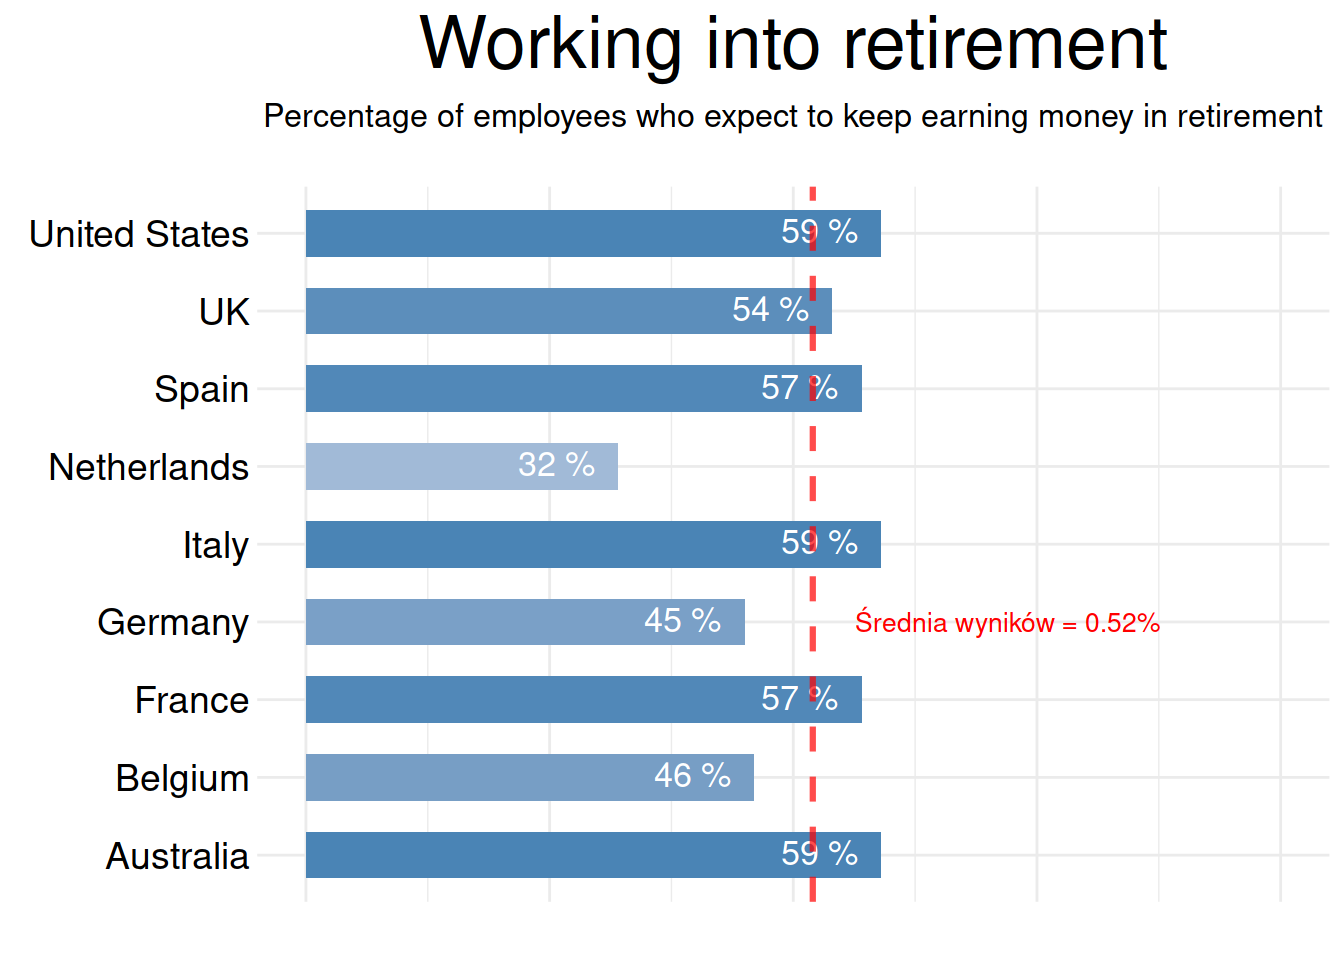 Working into retirement
Percentage of employees who expect to keep earning money in retirement
United States 59 %
UK 54 %
Spain 57 %
Netherlands 32 %
Italy 59 %
Germany 45 % Średnia wyników = 0.52%
France 57 %
Belgium 46 %
Australia 59 %